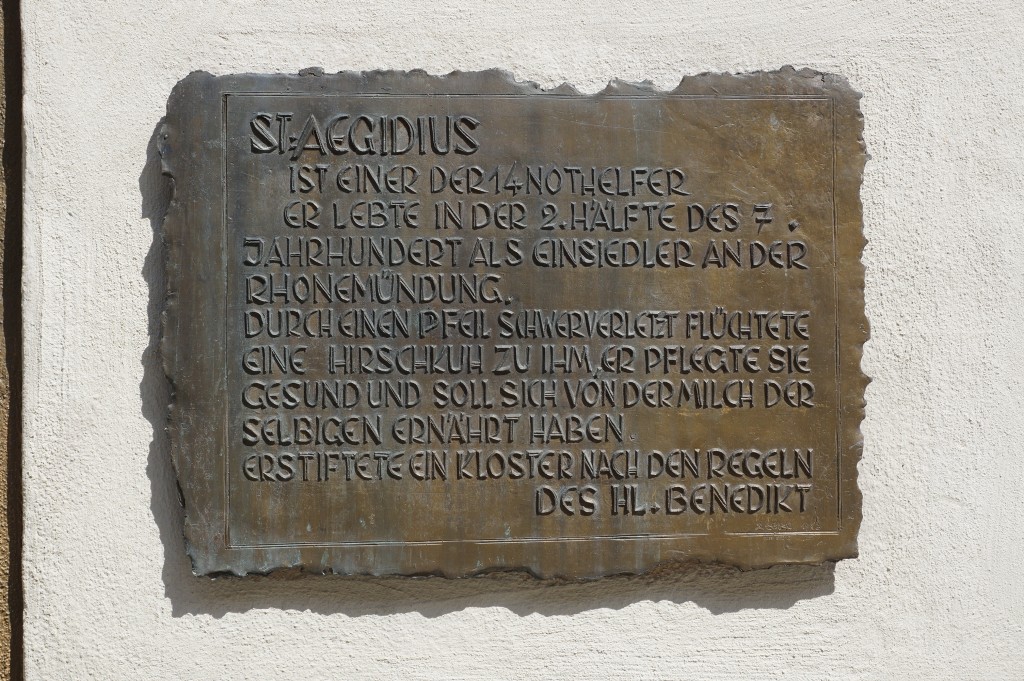 ST. AEGIDIUS
IST EINER DER 14 NOTHELFER
ER LEBTE IN DER 2. HÄLFTE DES 7.
JAHRHUNDERT ALS EINSIEDLER AN DER
RHONEMÜNDUNG.
DURCH EINEN PFEIL SCHWERVERLETZT FLÜCHTETE
EINE HIRSCHKUH ZU IHM, ER PFLEGTE SIE
GESUND UND SOLL SICH VON DER MILCH DER
SELBIGEN ERNÄHRT HABEN.
ER STIFTETE EIN KLOSTER NACH DEN REGELN
DES HL. BENEDIKT